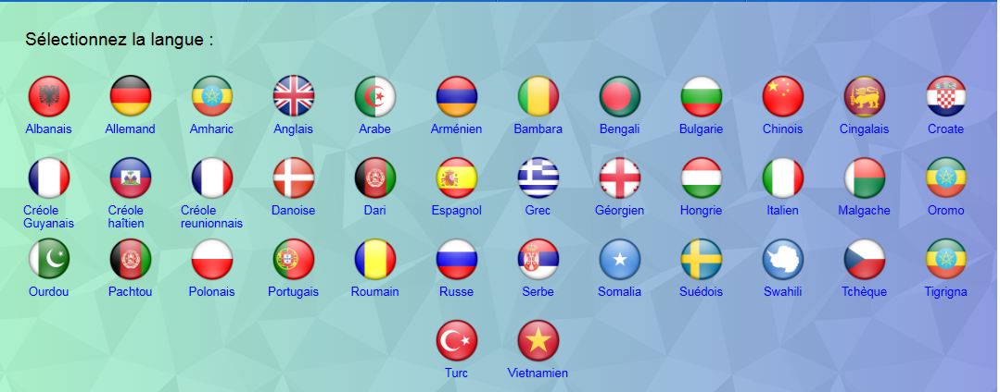 Sélectionnez la langue :
Albanais Allemand Amharic Anglais Arabe Arménien Bambara Bengali Bulgarie Chinois Cingalais Croate
Créole Guyanais Créole haîtien Créole reunionnais Danoise Dari Espagnol Grec Géorgien Hongrie Italien Malgache Oromo
Ourdou Pachtou Polonais Portugais Roumain Russe Serbe Somalia Suédois Swahili Tchèque Tigrigna
Turc Vietnamien